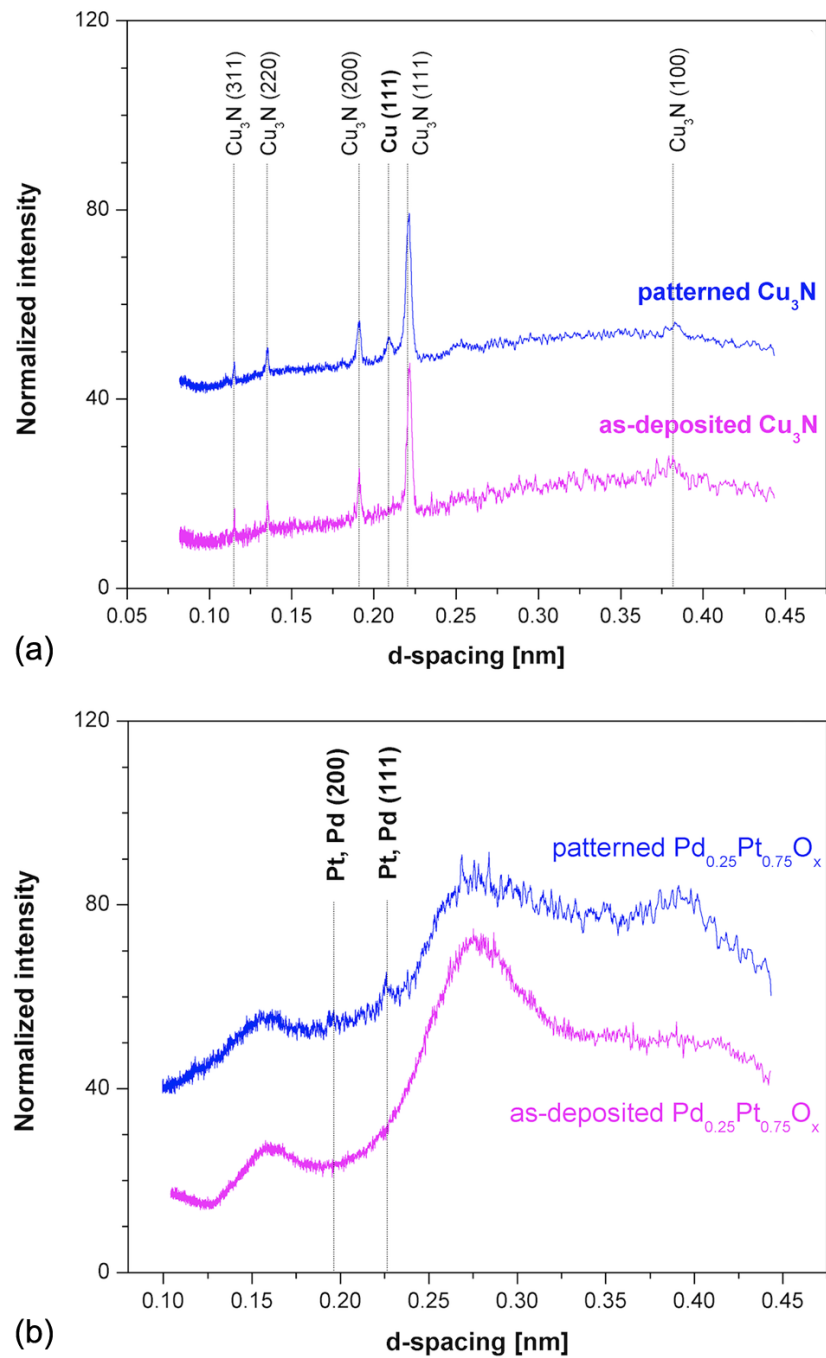 120
Cu₃N (311)
Cu₃N (220)
Cu₃N (200)
Cu (111)
Cu₃N (111)
Cu₃N (100)
80
patterned Cu₃N
40
as-deposited Cu₃N
0
0.05 0.10 0.15 0.20 0.25 0.30 0.35 0.40 0.45
Normalized intensity
(a)
d-spacing [nm]
120
Pt, Pd (200)
Pt, Pd (111)
patterned Pd₀.₂₅Pt₀.₇₅Oₓ
80
40
as-deposited Pd₀.₂₅Pt₀.₇₅Oₓ
0
0.10 0.15 0.20 0.25 0.30 0.35 0.40 0.45
Normalized intensity
(b)
d-spacing [nm]